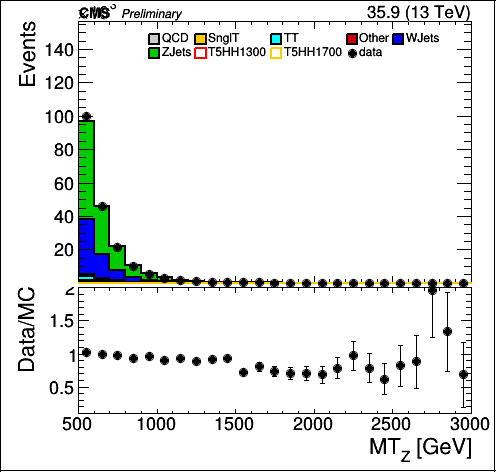 CMS Preliminary 35.9 (13 TeV)
Events
QCD SnglT TT Other WJets
ZJets T5HH1300 T5HH1700 data
140
120
100
80
60
40
20
Data/MC
2
1.5
1
0.5
500 1000 1500 2000 2500 3000
MTZ [GeV]